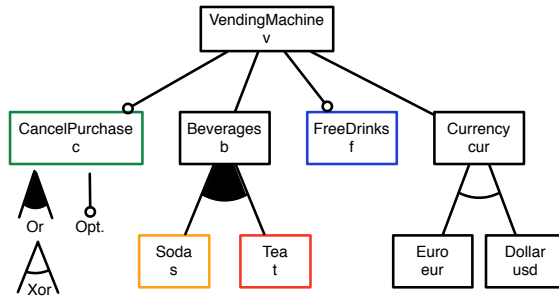 VendingMachine
v
CancelPurchase
c
Beverages
b
FreeDrinks
f
Currency
cur
Or
Opt.
Xor
Soda
s
Tea
t
Euro
eur
Dollar
usd